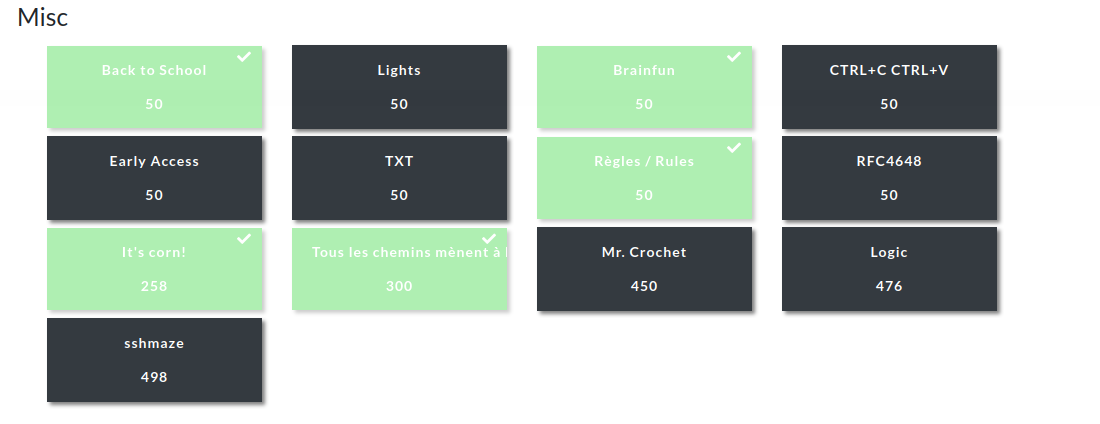 Misc
Back to School
50
Lights
50
Brainfun
50
CTRL+C CTRL+V
50
Early Access
50
TXT
50
Règles / Rules
50
RFC4648
50
It's corn!
258
Tous les chemins mènent à
300
Mr. Crochet
450
Logic
476
sshmaze
498